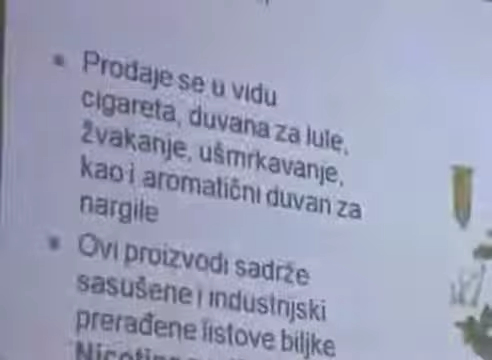 Prodaje se u vidu
cigareta, duvana za lule,
žvakanje, ušmrkavanje,
kao i aromatični duvan za
nargile
Ovi proizvodi sadrže
sasušene i industrijski
prerađene listove biljke